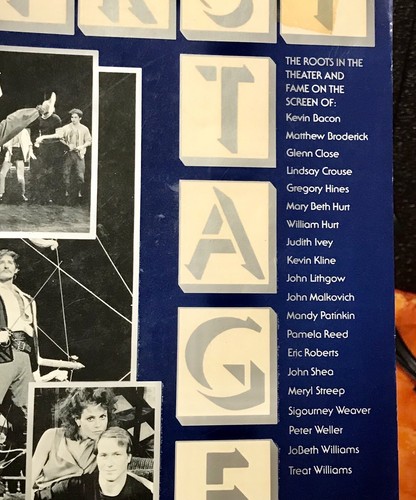 T
A
G
E
THE ROOTS IN THE
THEATER AND
FAME ON THE
SCREEN OF:
Kevin Bacon
Matthew Broderick
Glenn Close
Lindsay Crouse
Gregory Hines
Mary Beth Hurt
William Hurt
Judith Ivey
Kevin Kline
John Lithgow
John Malkovich
Mandy Patinkin
Pamela Reed
Eric Roberts
John Shea
Meryl Streep
Sigourney Weaver
Peter Weller
JoBeth Williams
Treat Williams